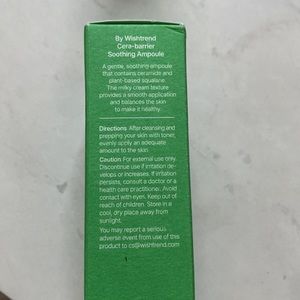 By Wishtrend
Cera-barrier
Soothing Ampoule
A gentle, soothing ampoule
that contains ceramide and
plant-based squalane.
The milky cream texture
provides a smooth application
and balances the skin
to make it healthy.
Directions After cleansing and
prepping your skin with toner,
evenly apply an adequate
amount to the skin.
Caution For external use only.
Discontinue use if irritation de-
velops or increases. If irritation
persists, consult a doctor or a
health care practitioner. Avoid
contact with eyes. Keep out of
reach of children. Store in a
cool, dry place away from
sunlight.
You may report a serious
adverse event from use of this
product to cs@wishtrend.com